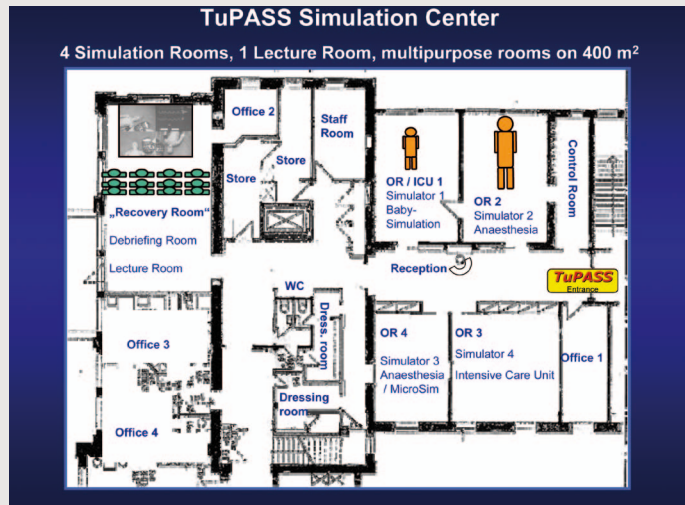 TuPASS Simulation Center
4 Simulation Rooms, 1 Lecture Room, multipurpose rooms on 400 m²
Office 2
Staff
Room
Store
Store
„Recovery Room“
Debriefing Room
Lecture Room
OR / ICU 1
Simulator 1
Baby-
Simulation
OR 2
Simulator 2
Anaesthesia
Control Room
Reception
TuPASS
Entrance
WC
Dress. room
Dressing
room
Office 3
Office 4
OR 4
Simulator 3
Anaesthesia
/ MicroSim
OR 3
Simulator 4
Intensive Care Unit
Office 1